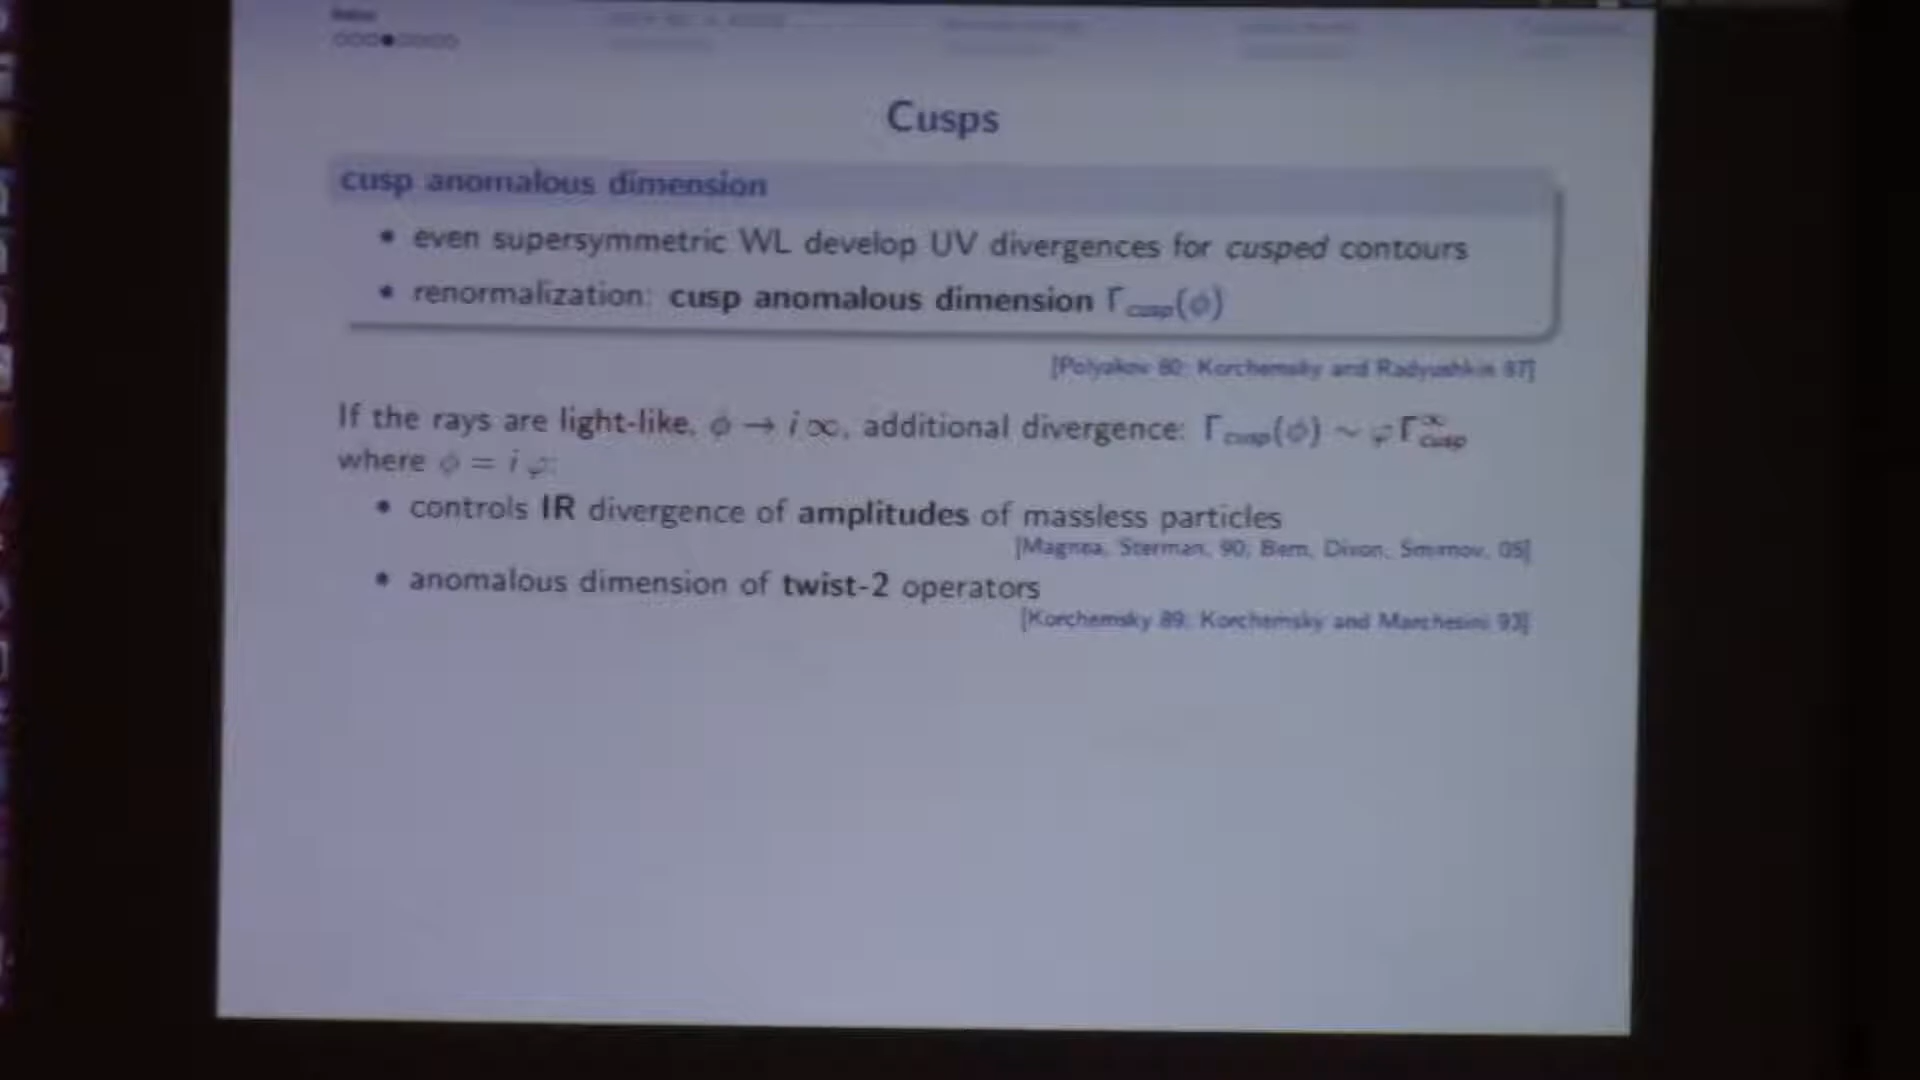 Intro
Cusps
cusp anomalous dimension
• even supersymmetric WL develop UV divergences for cusped contours
• renormalization: cusp anomalous dimension Γcusp(ϕ)
[Polyakov 80; Korchemsky and Radyushkin 87]
If the rays are light-like, ϕ → i ∞, additional divergence: Γcusp(ϕ) ~ φ Γ∞cusp
where ϕ = i φ:
• controls IR divergence of amplitudes of massless particles
[Magnea, Sterman, 90; Bern, Dixon, Smirnov, 05]
• anomalous dimension of twist-2 operators
[Korchemsky 89; Korchemsky and Marchesini 93]